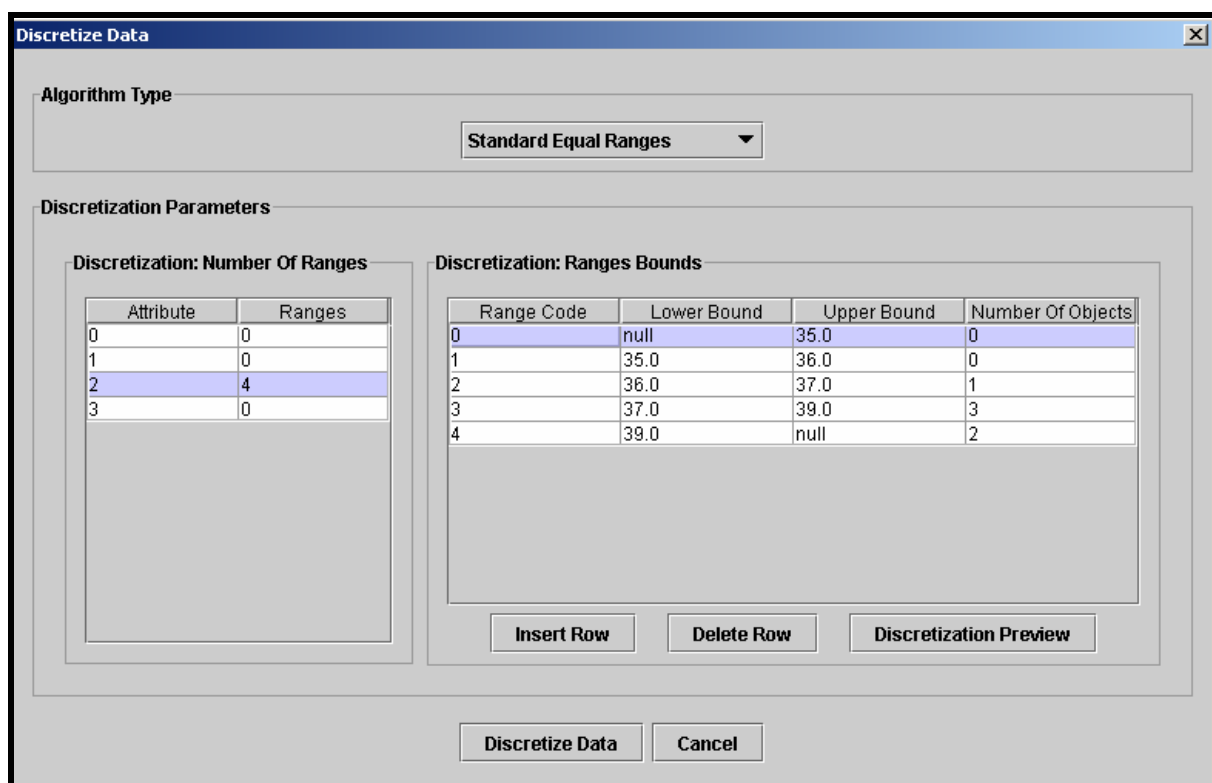 Discretize Data
Algorithm Type
Standard Equal Ranges
Discretization Parameters
Discretization: Number Of Ranges
Attribute Ranges
0 0
1 0
2 4
3 0
Discretization: Ranges Bounds
Range Code Lower Bound Upper Bound Number Of Objects
0 null 35.0 0
1 35.0 36.0 0
2 36.0 37.0 1
3 37.0 39.0 3
4 39.0 null 2
Insert Row Delete Row Discretization Preview
Discretize Data Cancel